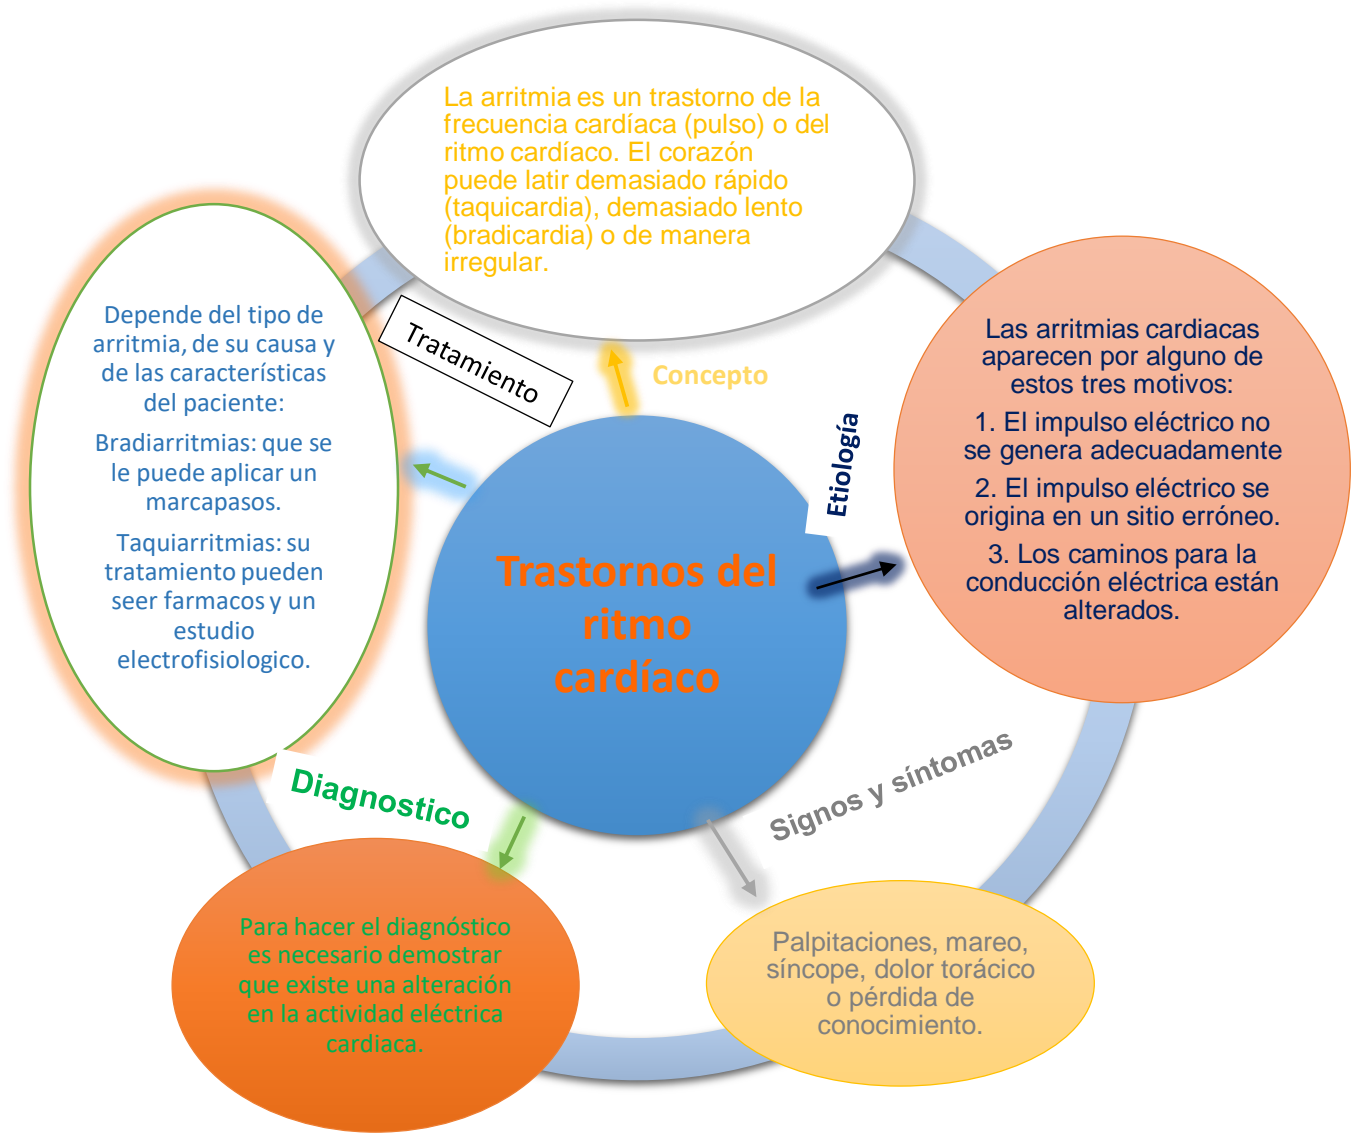 La arritmia es un trastorno de la
frecuencia cardíaca (pulso) o del
ritmo cardíaco. El corazón
puede latir demasiado rápido
(taquicardia), demasiado lento
(bradicardia) o de manera
irregular.
Concepto
Tratamiento
Depende del tipo de
arritmia, de su causa y
de las características
del paciente:
Bradiarritmias: que se
le puede aplicar un
marcapasos.
Taquiarritmias: su
tratamiento pueden
seer farmacos y un
estudio
electrofisiologico.
Etiología
Las arritmias cardiacas
aparecen por alguno de
estos tres motivos:
1. El impulso eléctrico no
se genera adecuadamente
2. El impulso eléctrico se
origina en un sitio erróneo.
3. Los caminos para la
conducción eléctrica están
alterados.
Trastornos del
ritmo
cardíaco
Diagnostico
Para hacer el diagnóstico
es necesario demostrar
que existe una alteración
en la actividad eléctrica
cardiaca.
Signos y síntomas
Palpitaciones, mareo,
síncope, dolor torácico
o pérdida de
conocimiento.